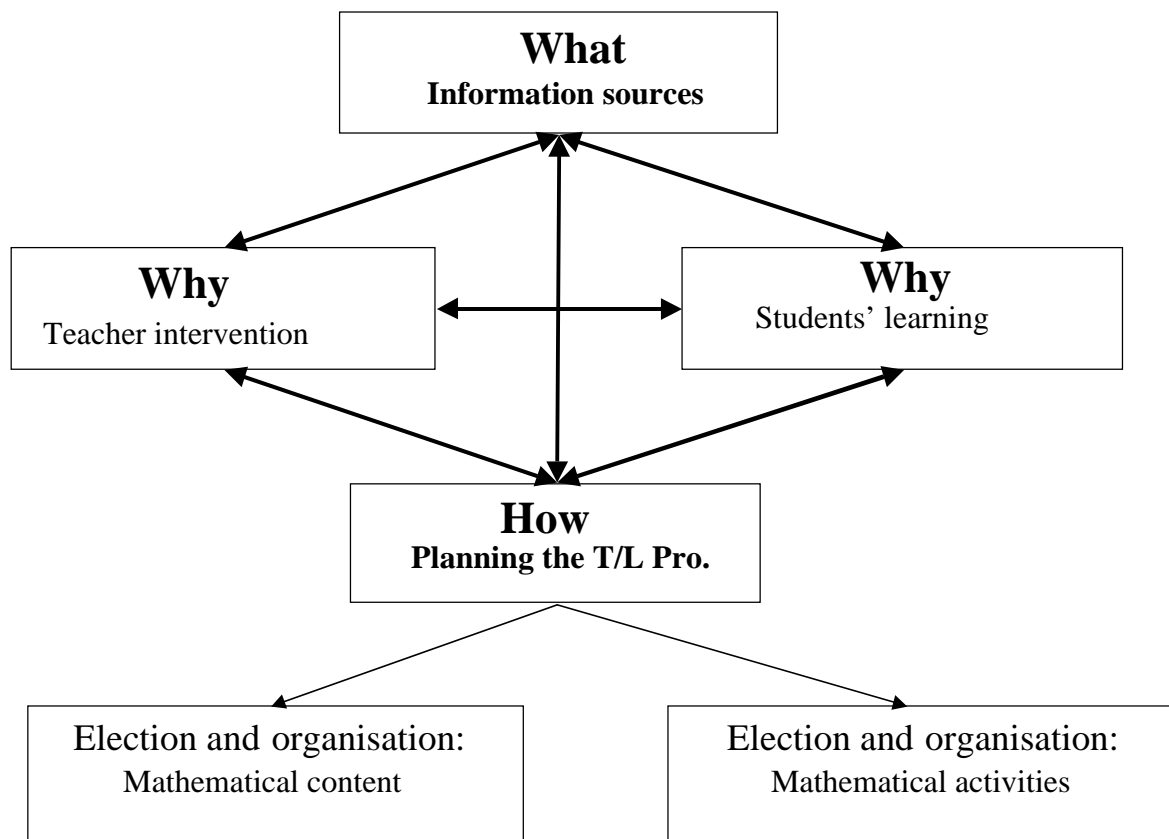 What
Information sources
Why
Teacher intervention
Why
Students’ learning
How
Planning the T/L Pro.
Election and organisation:
Mathematical content
Election and organisation:
Mathematical activities